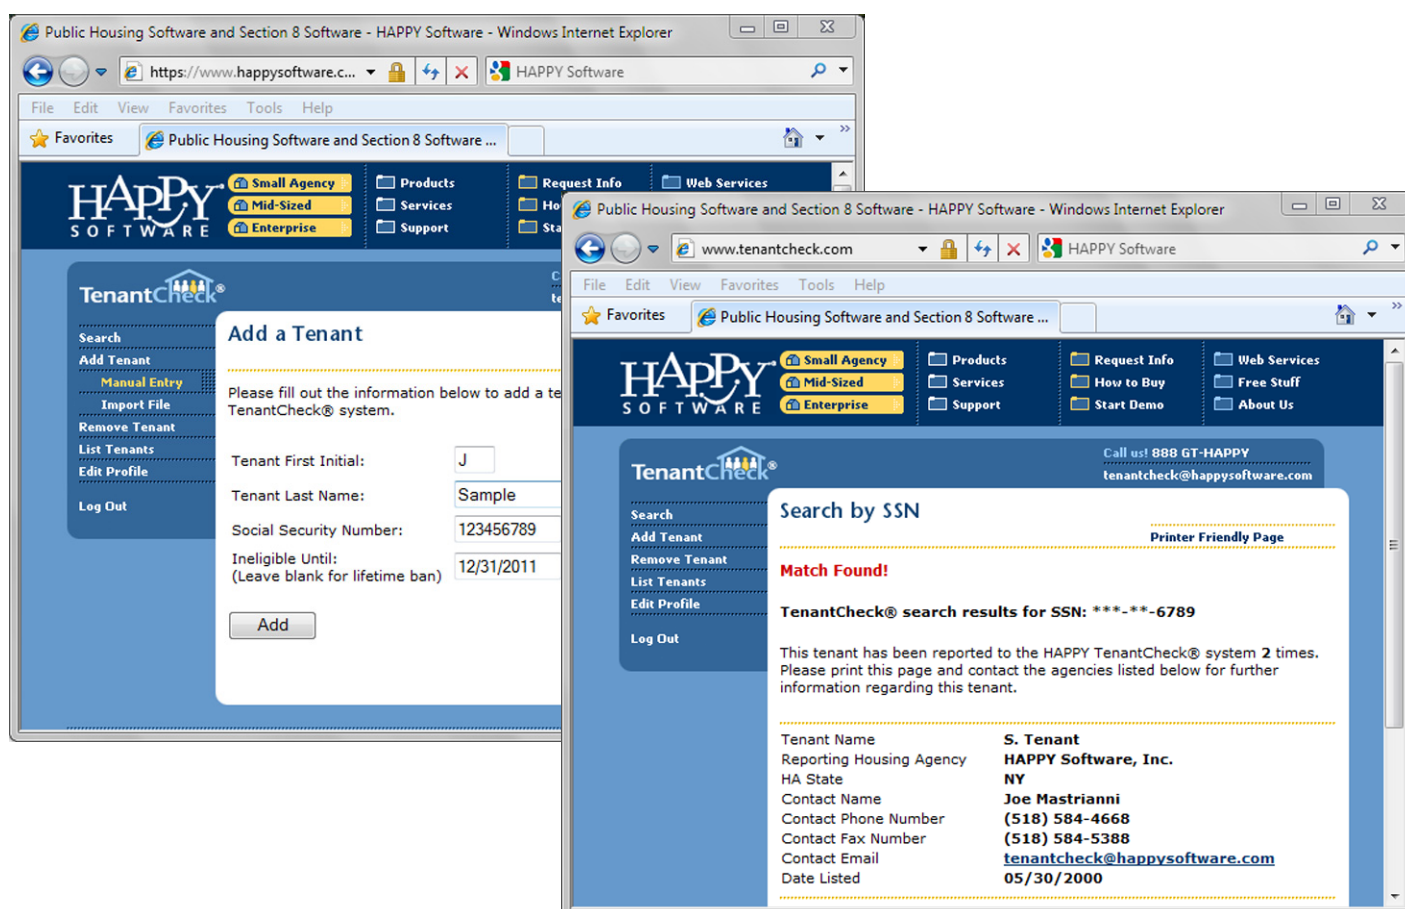 Public Housing Software and Section 8 Software - HAPPY Software - Windows Internet Explorer
https://www.happysoftware.c...
HAPPY Software
File Edit View Favorites Tools Help
Favorites
Public Housing Software and Section 8 Software ...
HAPPY
SOFTWARE
Small Agency
Mid-Sized
Enterprise
Products
Services
Support
Request Info
Web Services
TenantCheck®
Search
Add Tenant
Manual Entry
Import File
Remove Tenant
List Tenants
Edit Profile
Log Out
Add a Tenant
Please fill out the information below to add a te
TenantCheck® system.
Tenant First Initial: J
Tenant Last Name: Sample
Social Security Number: 123456789
Ineligible Until:
(Leave blank for lifetime ban) 12/31/2011
Add
Public Housing Software and Section 8 Software - HAPPY Software - Windows Internet Explorer
www.tenantcheck.com
HAPPY Software
File Edit View Favorites Tools Help
Favorites
Public Housing Software and Section 8 Software ...
HAPPY
SOFTWARE
Small Agency
Mid-Sized
Enterprise
Products
Services
Support
Request Info
How to Buy
Start Demo
Web Services
Free Stuff
About Us
TenantCheck®
Call us! 888 GT-HAPPY
tenantcheck@happysoftware.com
Search
Add Tenant
Remove Tenant
List Tenants
Edit Profile
Log Out
Search by SSN
Printer Friendly Page
Match Found!
TenantCheck® search results for SSN: ***-**-6789
This tenant has been reported to the HAPPY TenantCheck® system 2 times.
Please print this page and contact the agencies listed below for further
information regarding this tenant.
Tenant Name S. Tenant
Reporting Housing Agency HAPPY Software, Inc.
HA State NY
Contact Name Joe Mastrianni
Contact Phone Number (518) 584-4668
Contact Fax Number (518) 584-5388
Contact Email tenantcheck@happysoftware.com
Date Listed 05/30/2000